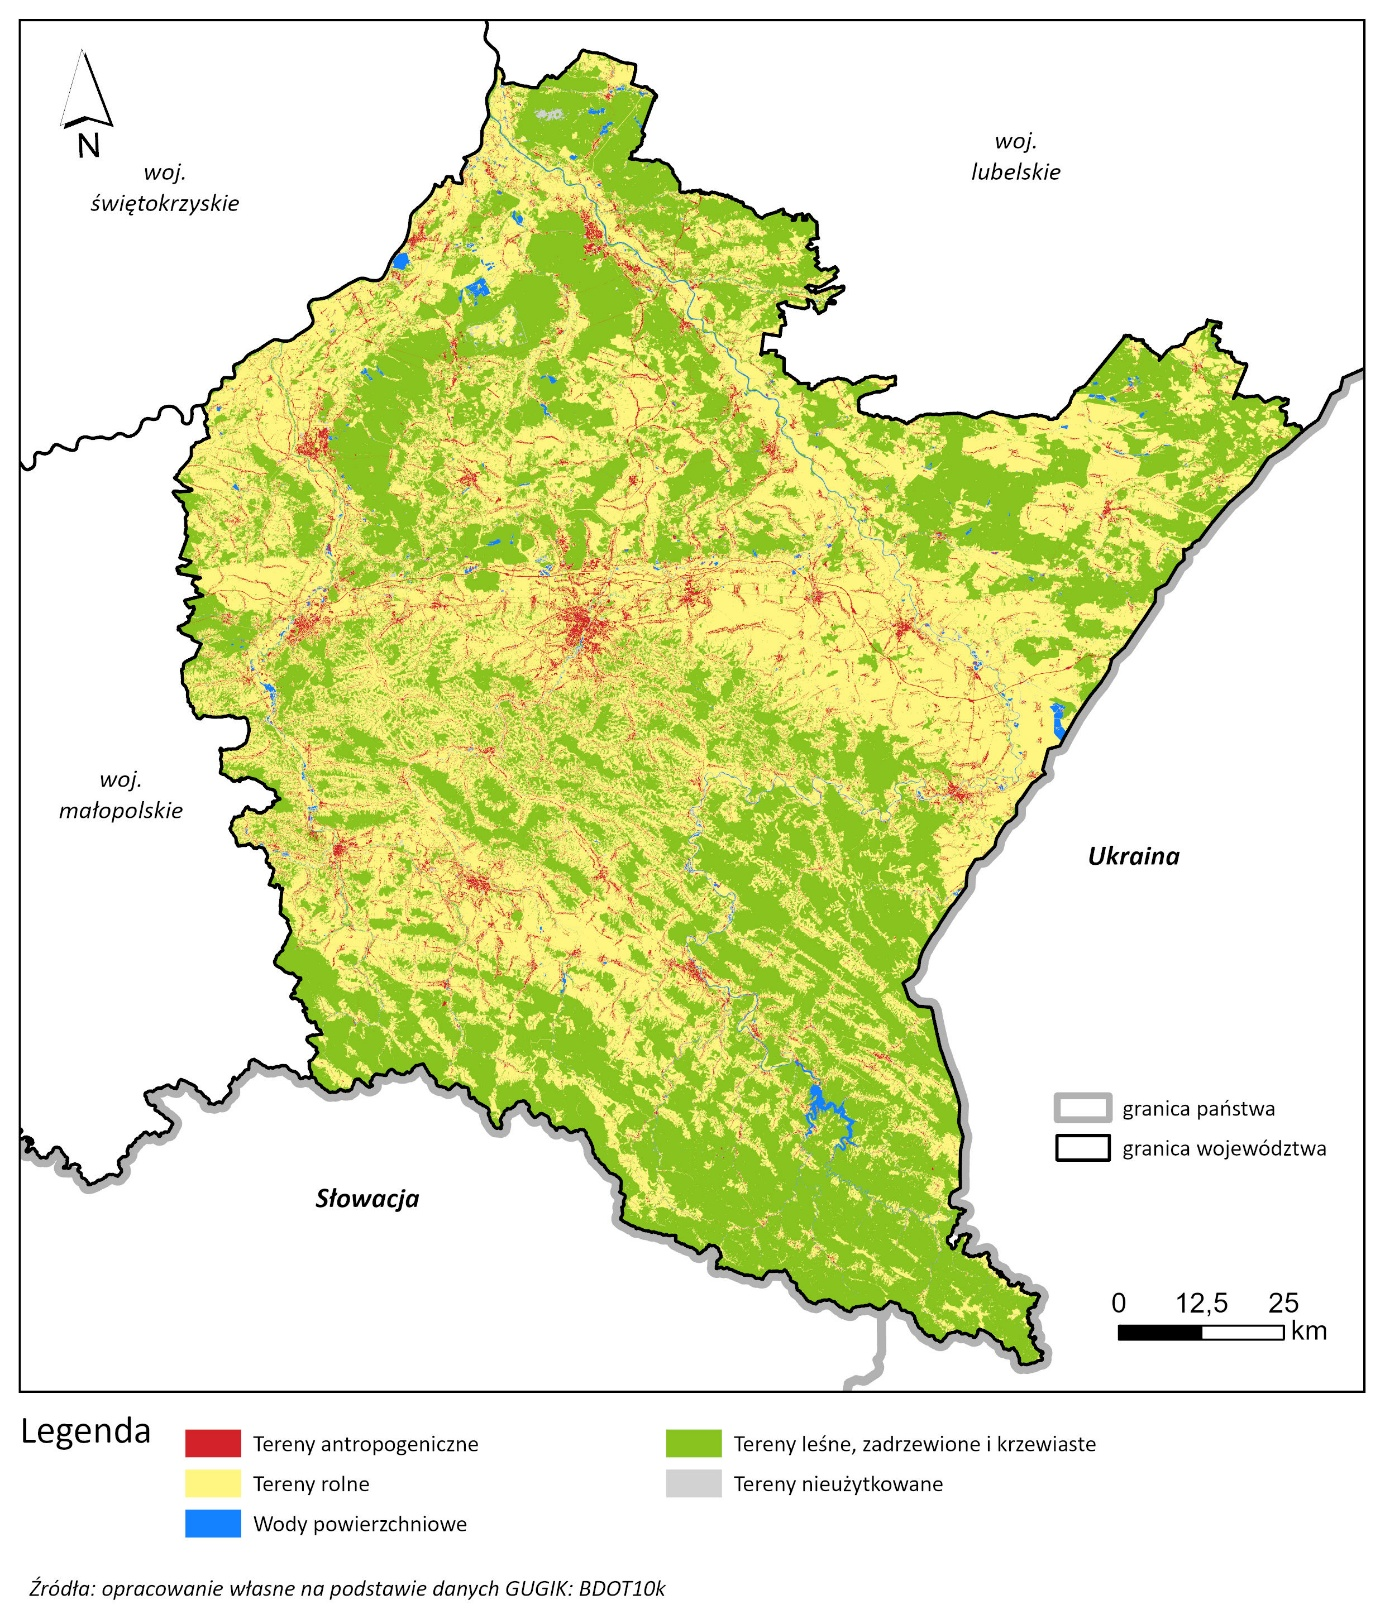 N
woj.
świętokrzyskie
woj.
lubelskie
woj.
małopolskie
Ukraina
Słowacja
granica państwa
granica województwa
0 12,5 25
km
Legenda
Tereny antropogeniczne
Tereny rolne
Wody powierzchniowe
Tereny leśne, zadrzewione i krzewiaste
Tereny nieużytkowane
Źródła: opracowanie własne na podstawie danych GUGIK: BDOT10k